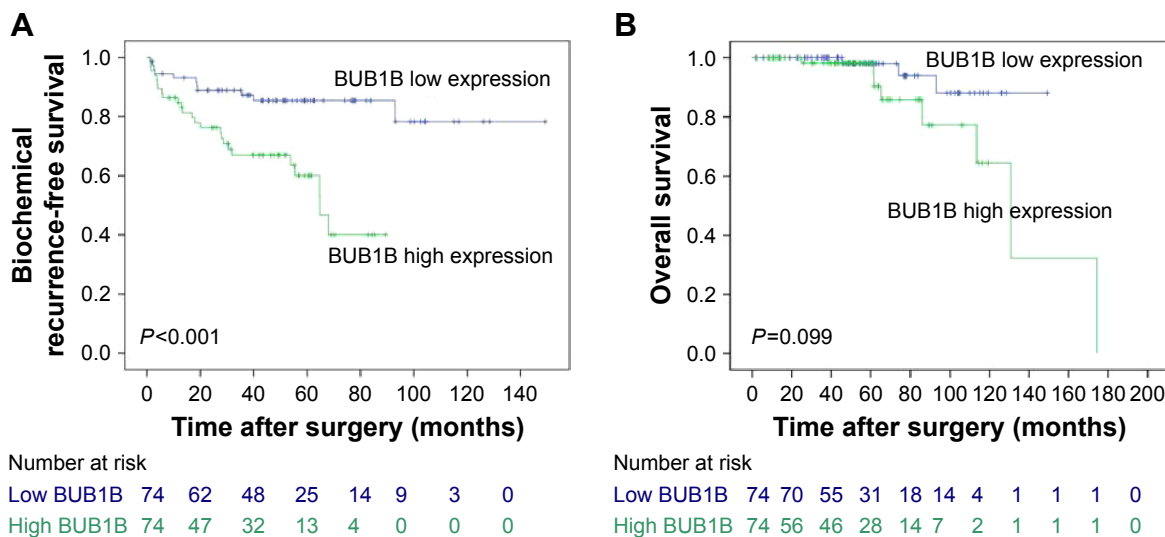 A
Biochemical
recurrence-free survival
1.0
0.8
0.6
0.4
0.2
0.0
BUB1B low expression
BUB1B high expression
P<0.001
0 20 40 60 80 100 120 140
Time after surgery (months)
Number at risk
Low BUB1B 74 62 48 25 14 9 3 0
High BUB1B 74 47 32 13 4 0 0 0
B
Overall survival
1.0
0.8
0.6
0.4
0.2
0.0
BUB1B low expression
BUB1B high expression
P=0.099
0 20 40 60 80 100 120 140 160 180 200
Time after surgery (months)
Number at risk
Low BUB1B 74 70 55 31 18 14 4 1 1 1 0
High BUB1B 74 56 46 28 14 7 2 1 1 1 0